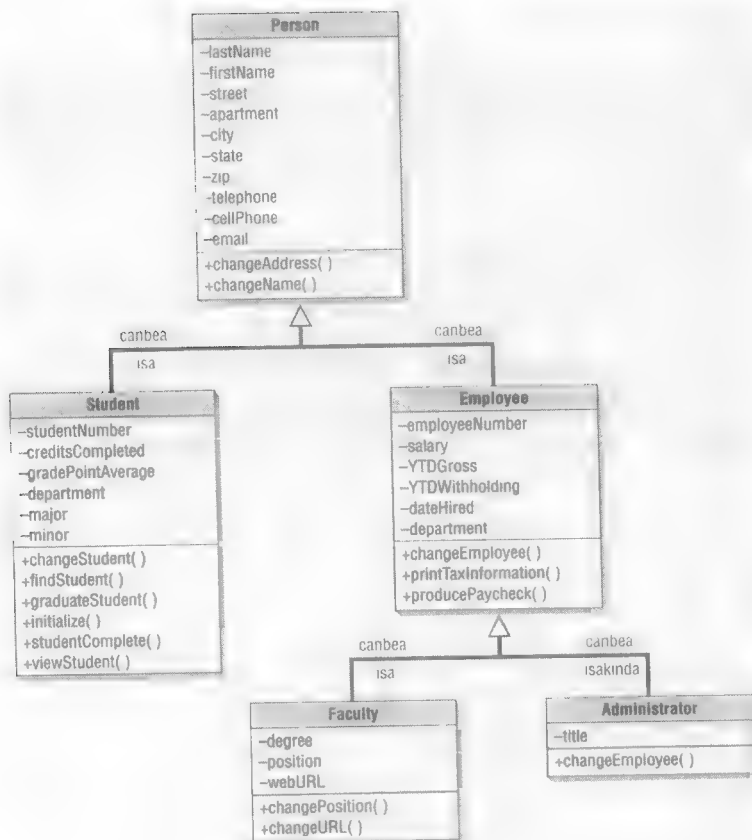 Person
–lastName
–firstName
–street
–apartment
–city
–state
–zip
–telephone
–cellPhone
–email
+changeAddress( )
+changeName( )
canbea
canbea
isa
isa
Student
–studentNumber
–creditsCompleted
–gradePointAverage
–department
–major
–minor
+changeStudent( )
+findStudent( )
+graduateStudent( )
+initialize( )
+studentComplete( )
+viewStudent( )
Employee
–employeeNumber
–salary
–YTDGross
–YTDWithholding
–dateHired
–department
+changeEmployee( )
+printTaxInformation( )
+producePaycheck( )
canbea
canbea
isa
isakinda
Faculty
–degree
–position
–webURL
+changePosition( )
+changeURL( )
Administrator
–title
+changeEmployee( )